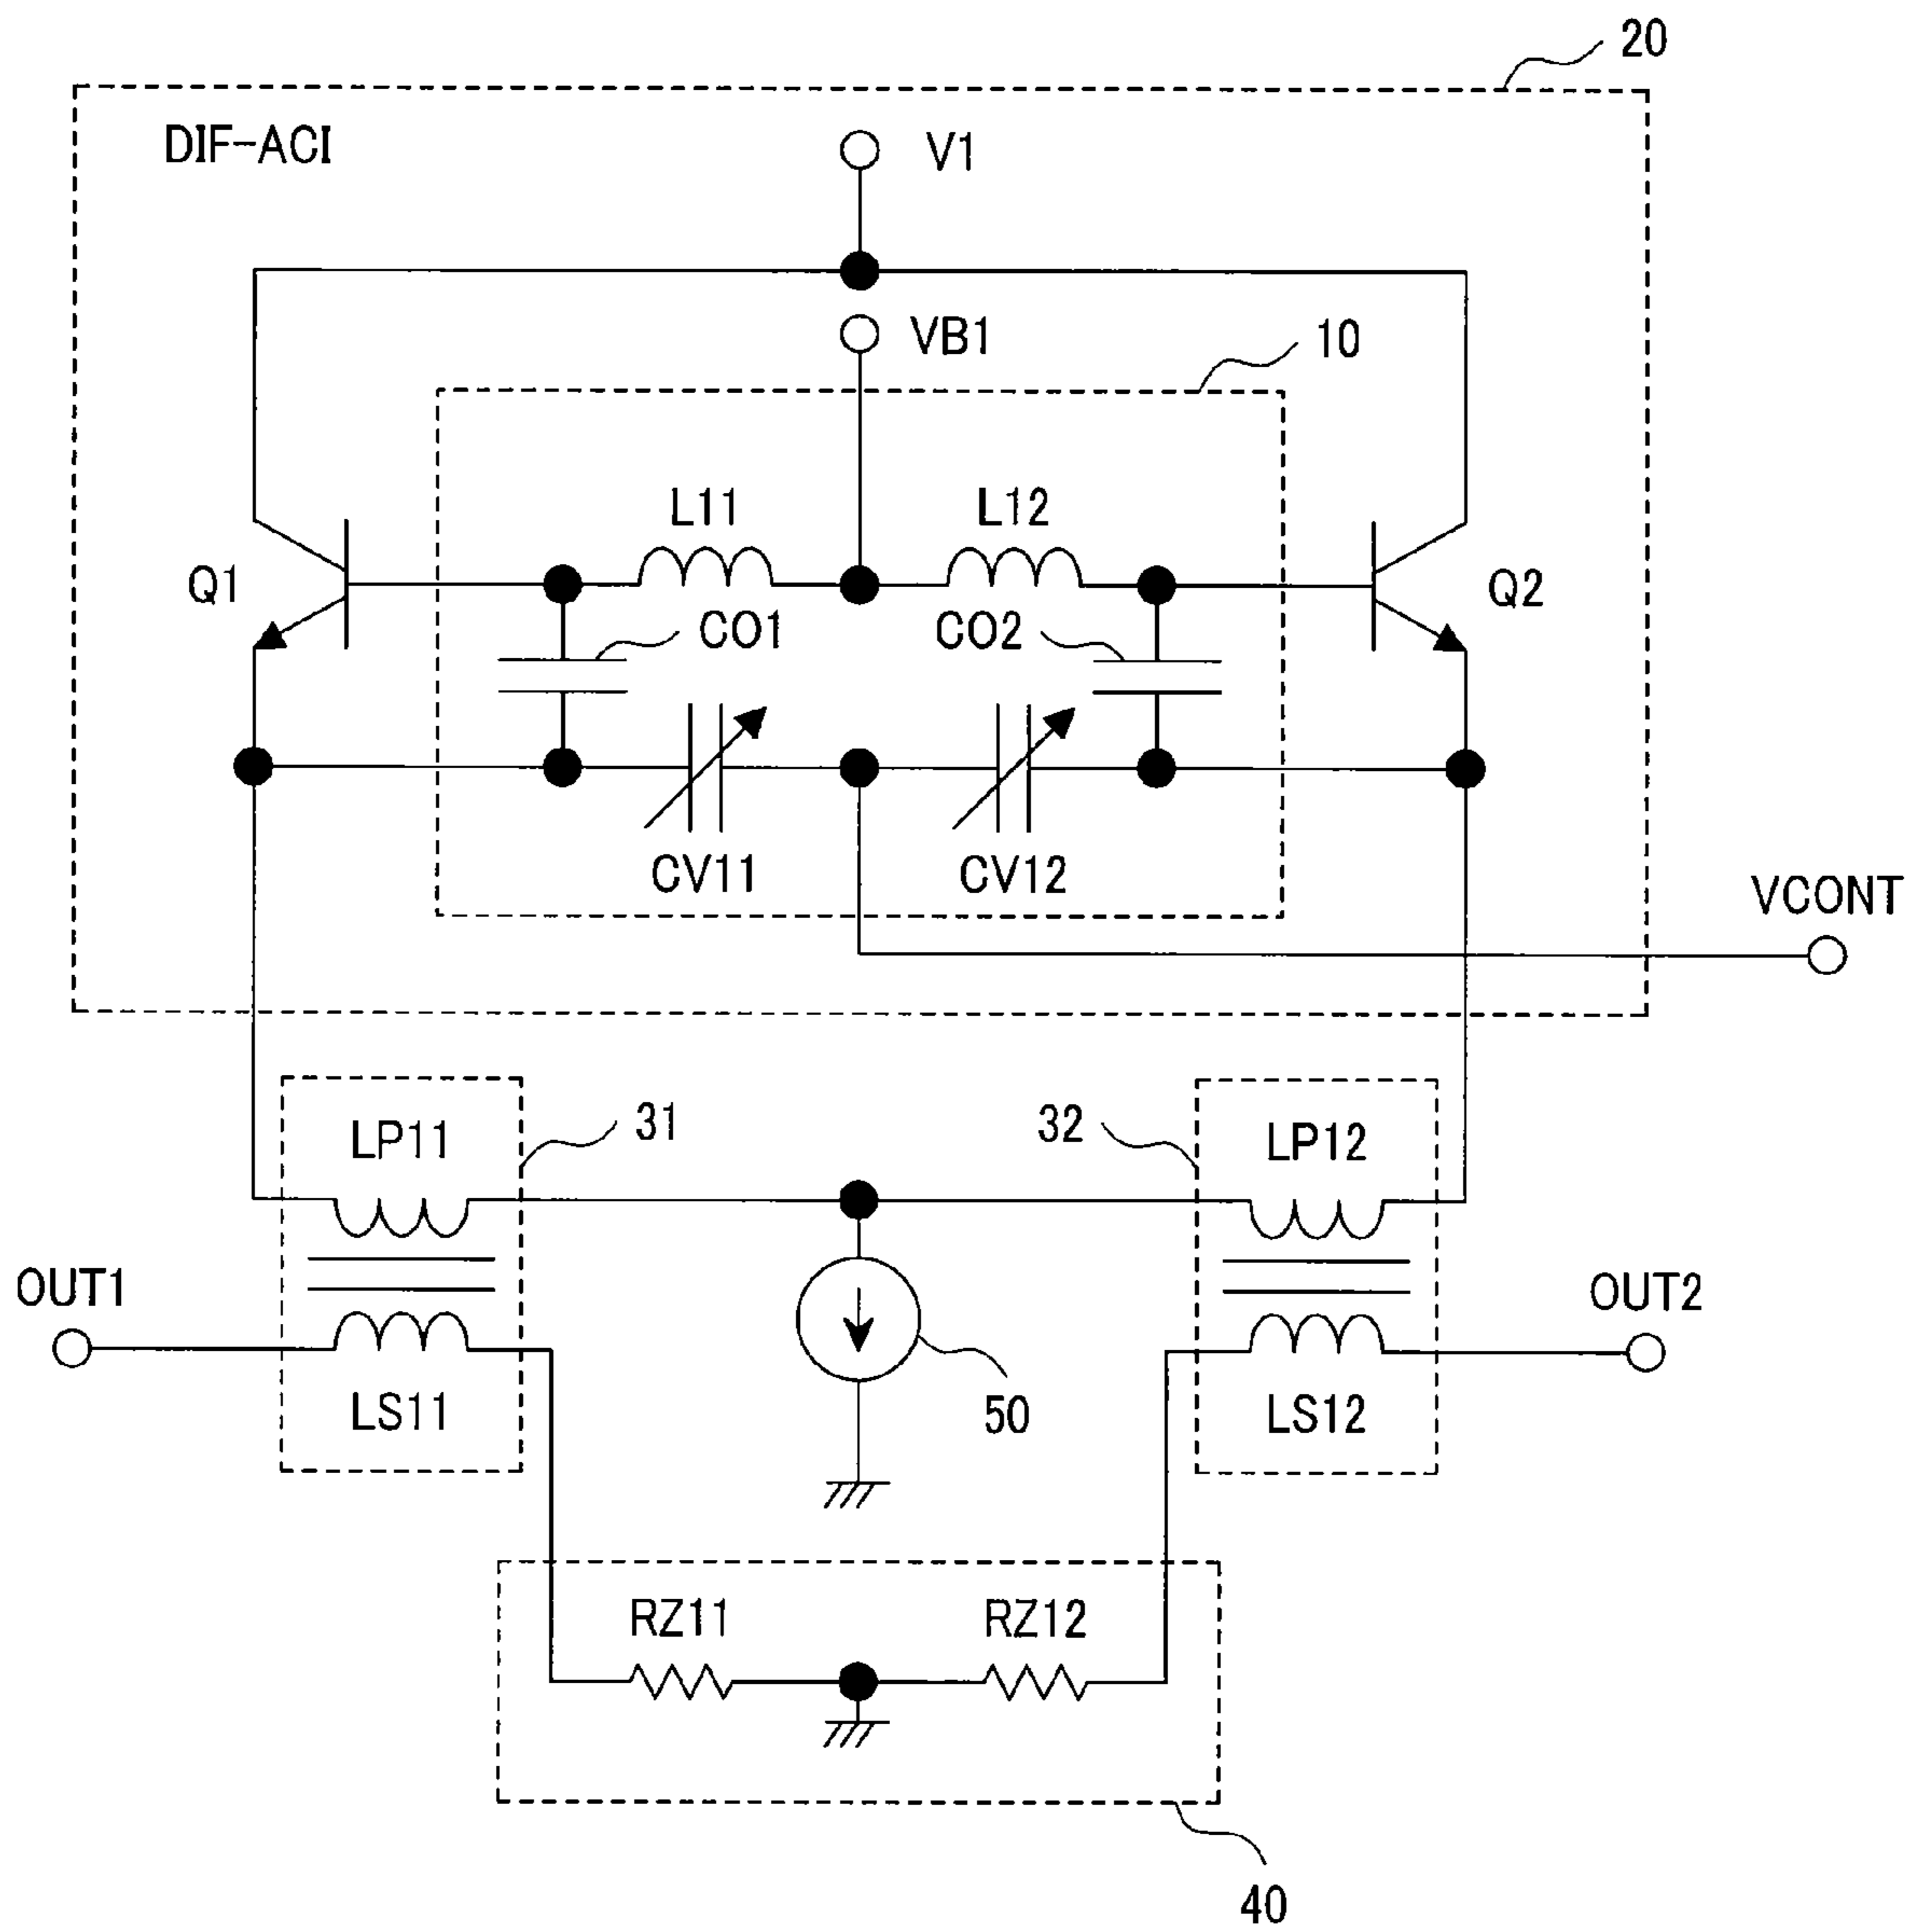 20
DIF-ACI
V1
VB1
10
L11
L12
Q1
CO1
CO2
Q2
CV11
CV12
VCONT
LP11
31
32
LP12
OUT1
OUT2
LS11
50
LS12
RZ11
RZ12
40